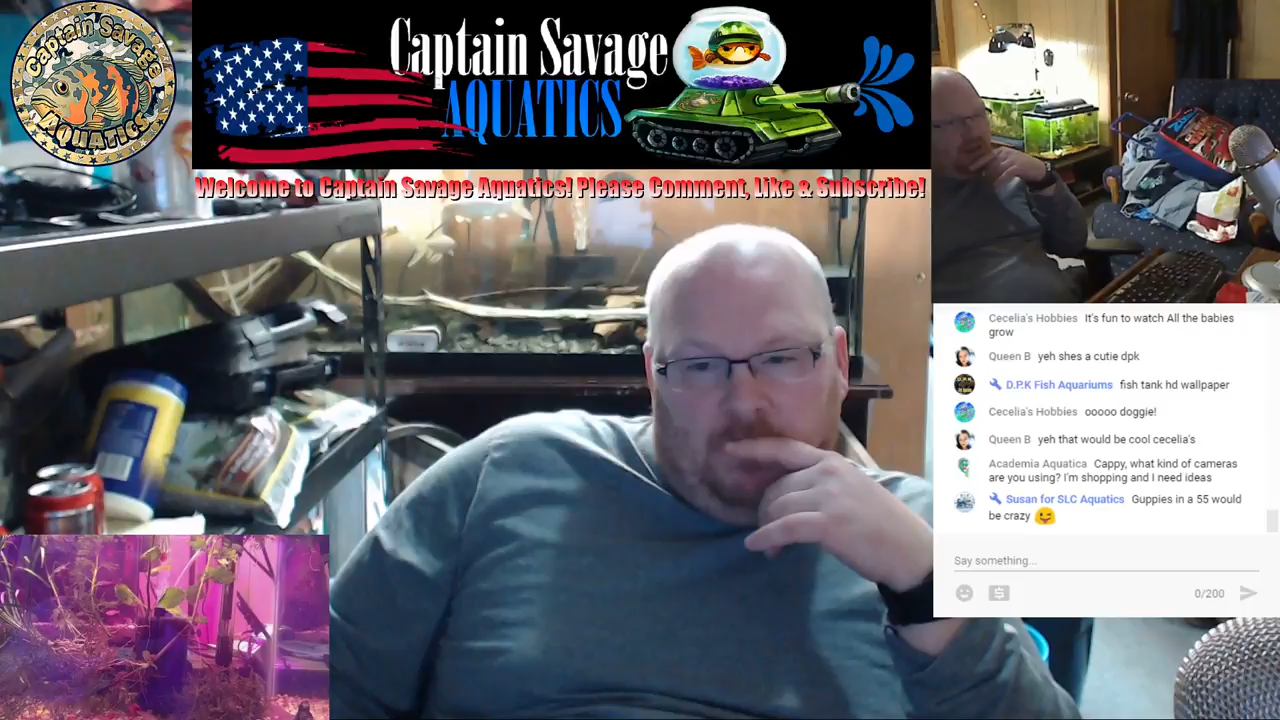 Captain Savage
AQUATICS
Captain Savage
AQUATICS
Welcome to Captain Savage Aquatics! Please Comment, Like & Subscribe!
Cecelia's Hobbies It's fun to watch All the babies
grow
Queen B yeh shes a cutie dpk
D.P.K Fish Aquariums fish tank hd wallpaper
Cecelia's Hobbies ooooo doggie!
Queen B yeh that would be cool cecelia's
Academia Aquatica Cappy, what kind of cameras
are you using? I'm shopping and I need ideas
Susan for SLC Aquatics Guppies in a 55 would
be crazy 😜
Say something...
0/200